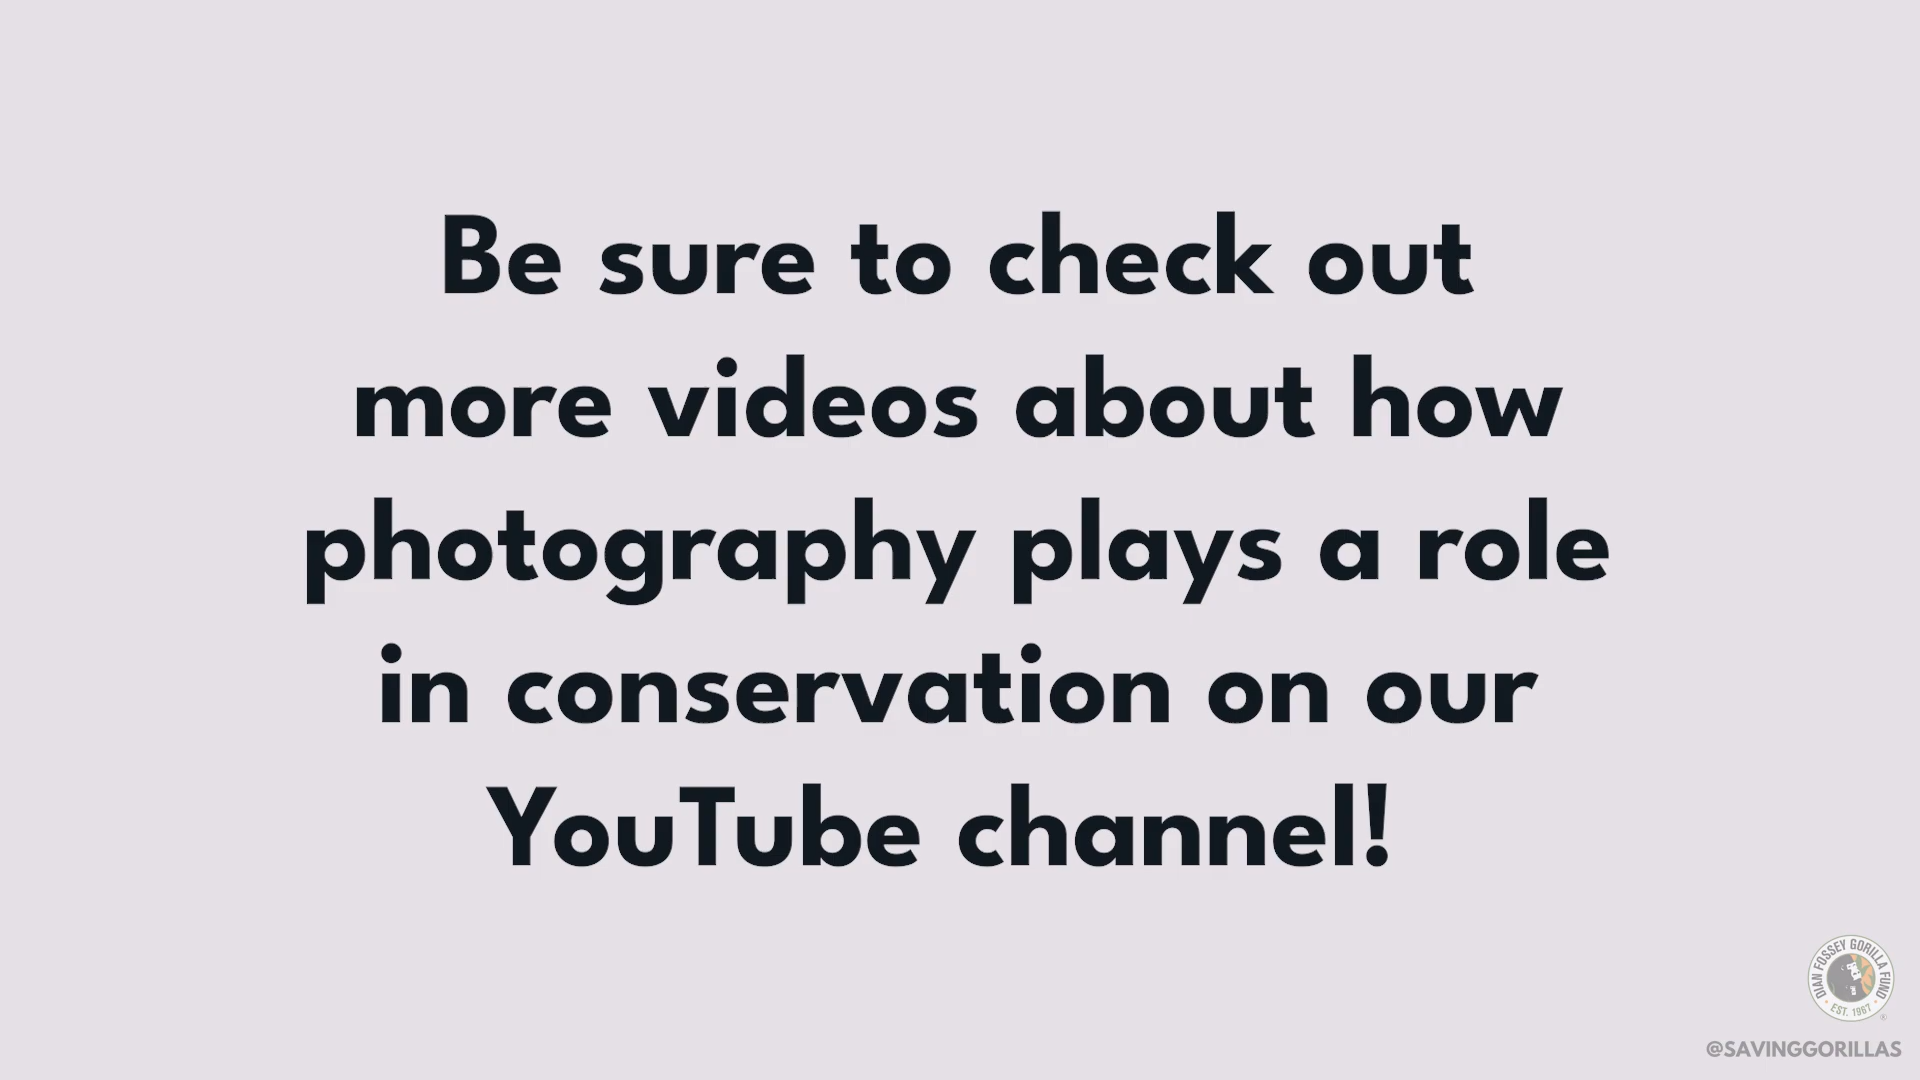 Be sure to check out
more videos about how
photography plays a role
in conservation on our
YouTube channel!
DIAN FOSSEY GORILLA FUND
EST. 1967
®
@SAVINGGORILLAS